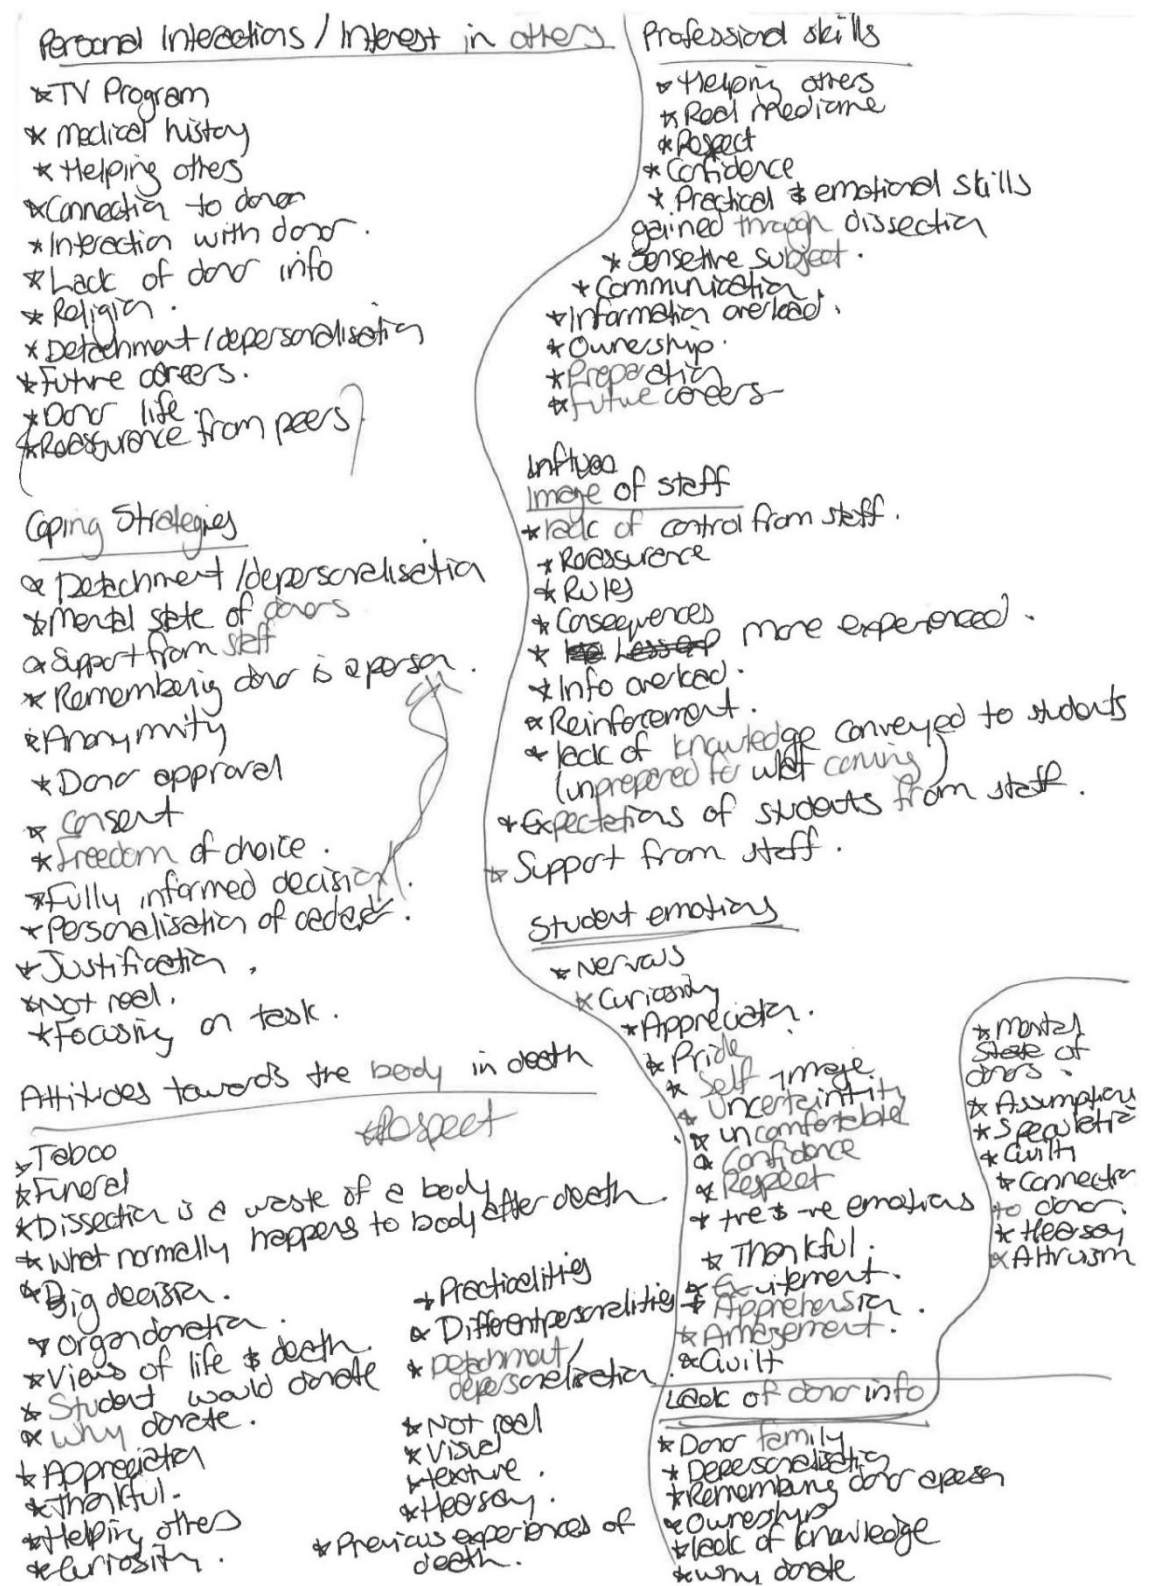 Personal Interactions / Interest in others
* TV Program
* medical history
* Helping others
* Connection to donor
* Interaction with donor.
* Lack of donor info
* Religion.
* Detachment/depersonalisation
* Future careers.
* Donor life.
* Reassurance from peers
Coping Strategies
* Detachment/depersonalisation
* Mental state of donors
* Support from staff
* Remembering donor is a person.
* Anonymity
* Donor approval
* consent
* freedom of choice.
* Fully informed decision.
* Personalisation of cadaver.
* Justification.
* Not real.
* Focusing on task.
Attitudes towards the body in death
* Respect
* Taboo
* Funeral
* Dissection is a waste of a body
* what normally happens to body after death.
* Big decision.
* organ donation.
* Views of life & death.
* Student would donate
* why donate.
* Appreciation
* Thankful.
* Helping others
* Curiosity.
* Practicalities
* Different personalities
* Detachment/
depersonalisation
* Not real
* Visual
* texture.
* Hearsay.
* Previous experiences of
death.
Professional skills
* Helping others
* Real medicine
* Respect
* Confidence
* Practical & emotional skills
gained through dissection
* Sensetive subject.
* Communication.
* Information overload.
* Ownership.
* Preparation
* future careers
Image of staff
* lack of control from staff.
* Reassurance
* Rules
* Consequences
* more experienced.
* Info overload.
* Reinforcement.
* lack of knowledge conveyed to students
(unprepared for what coming)
* Expectations of students from staff.
* Support from staff.
Student emotions
* Nervous
* Curiosity
* Appreciation.
* Pride
* Self image.
* Uncertaintity
* uncomfortable
* Confidence
* Respect
* +ve & -ve emotions
* Thankful.
* Excitement.
* Apprehension.
* Amazement.
* Guilt
Lack of donor info
* Donor family
* Depersonalisation
* Remembering donor a person
* Ownership
* lack of knowledge
* why donate
* Mental
State of
donors.
* Assumption
* Speculation
* Guilt
* Connection
to donor.
* Hearsay
* Altruism